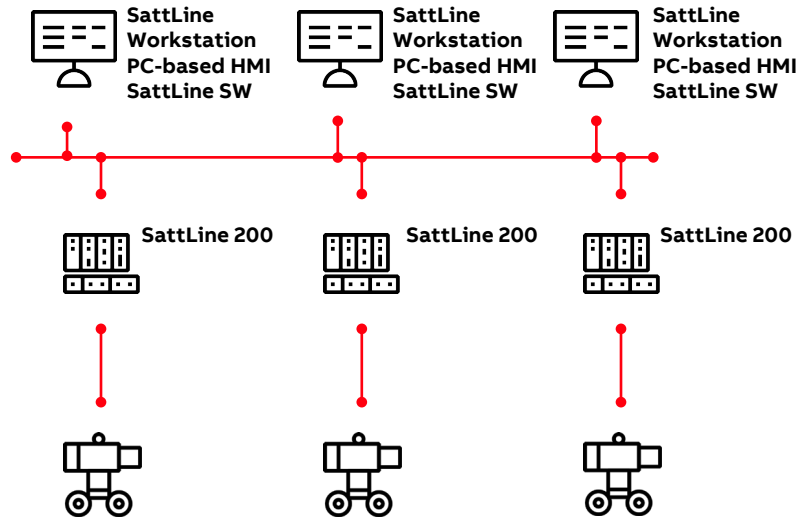 SattLine
Workstation
PC-based HMI
SattLine SW
SattLine
Workstation
PC-based HMI
SattLine SW
SattLine
Workstation
PC-based HMI
SattLine SW
SattLine 200
SattLine 200
SattLine 200